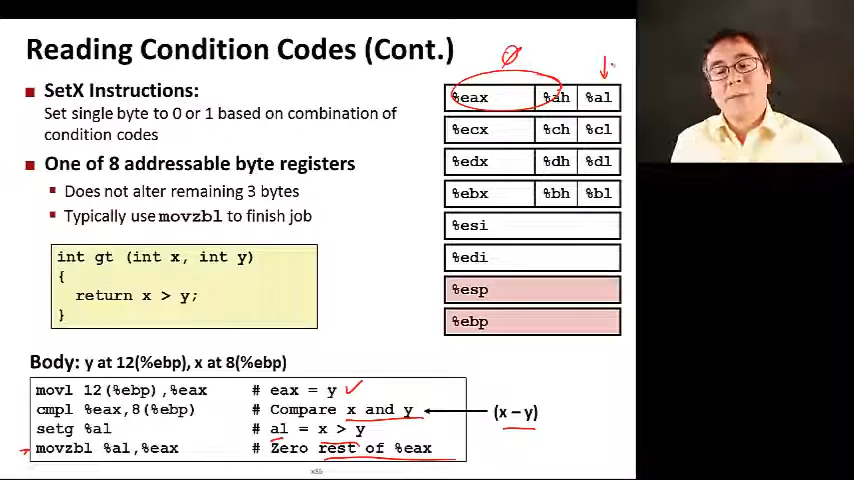 Reading Condition Codes (Cont.)
SetX Instructions:
Set single byte to 0 or 1 based on combination of
condition codes
One of 8 addressable byte registers
Does not alter remaining 3 bytes
Typically use movzbl to finish job
int gt (int x, int y)
{
return x > y;
}
Body: y at 12(%ebp), x at 8(%ebp)
movl 12(%ebp),%eax # eax = y
cmpl %eax,8(%ebp) # Compare x and y
setg %al # al = x > y
movzbl %al,%eax # Zero rest of %eax
(x – y)
0
%eax %ah %al
%ecx %ch %cl
%edx %dh %dl
%ebx %bh %bl
%esi
%edi
%esp
%ebp
x86